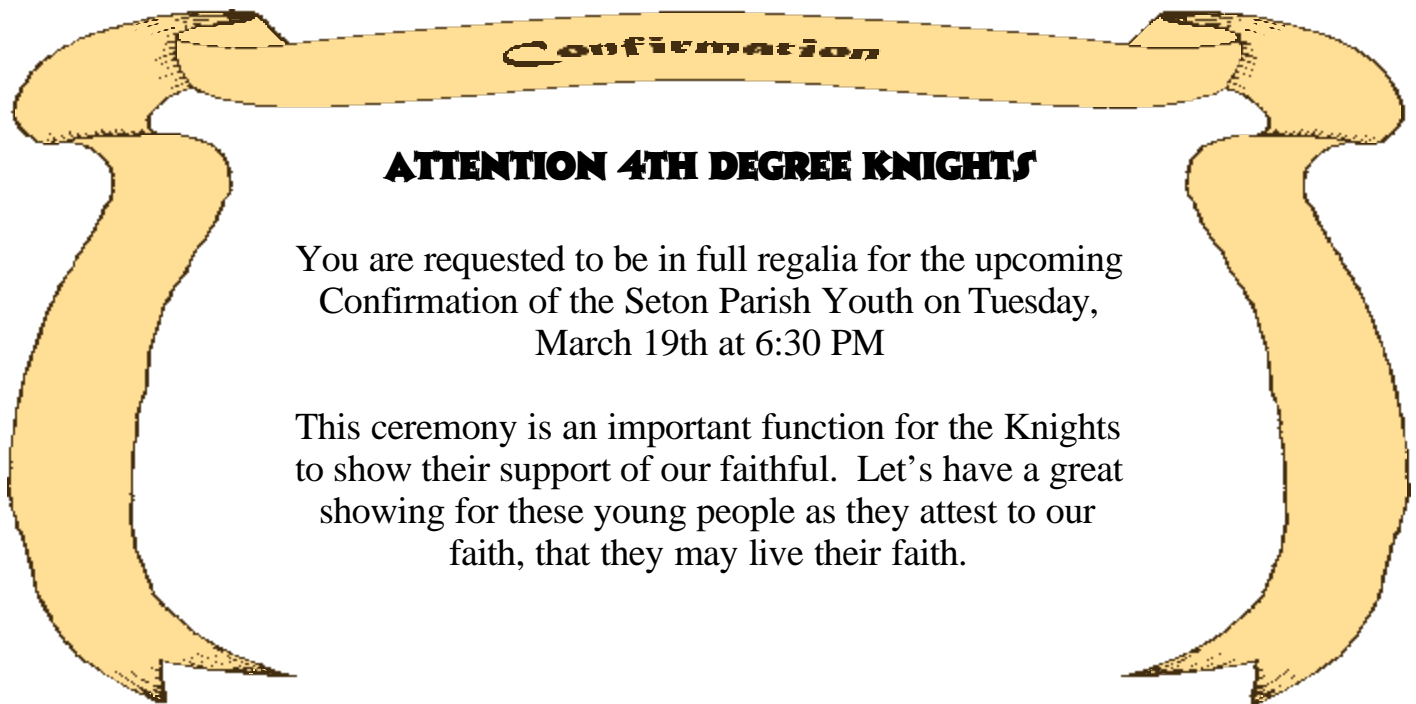 Confirmation
ATTENTION 4TH DEGREE KNIGHTS
You are requested to be in full regalia for the upcoming
Confirmation of the Seton Parish Youth on Tuesday,
March 19th at 6:30 PM
This ceremony is an important function for the Knights
to show their support of our faithful.  Let’s have a great
showing for these young people as they attest to our
faith, that they may live their faith.